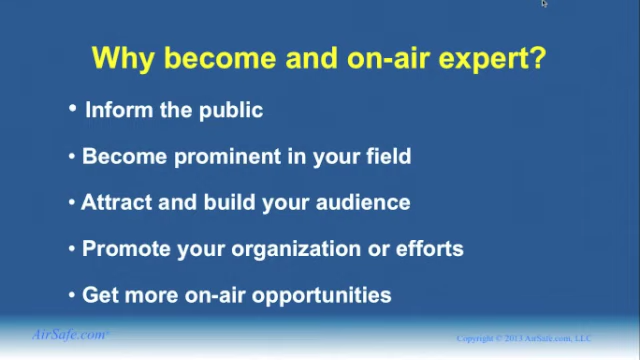 Why become and on-air expert?
• Inform the public
• Become prominent in your field
• Attract and build your audience
• Promote your organization or efforts
• Get more on-air opportunities
AirSafe.com
Copyright © 2013 AirSafe.com, LLC